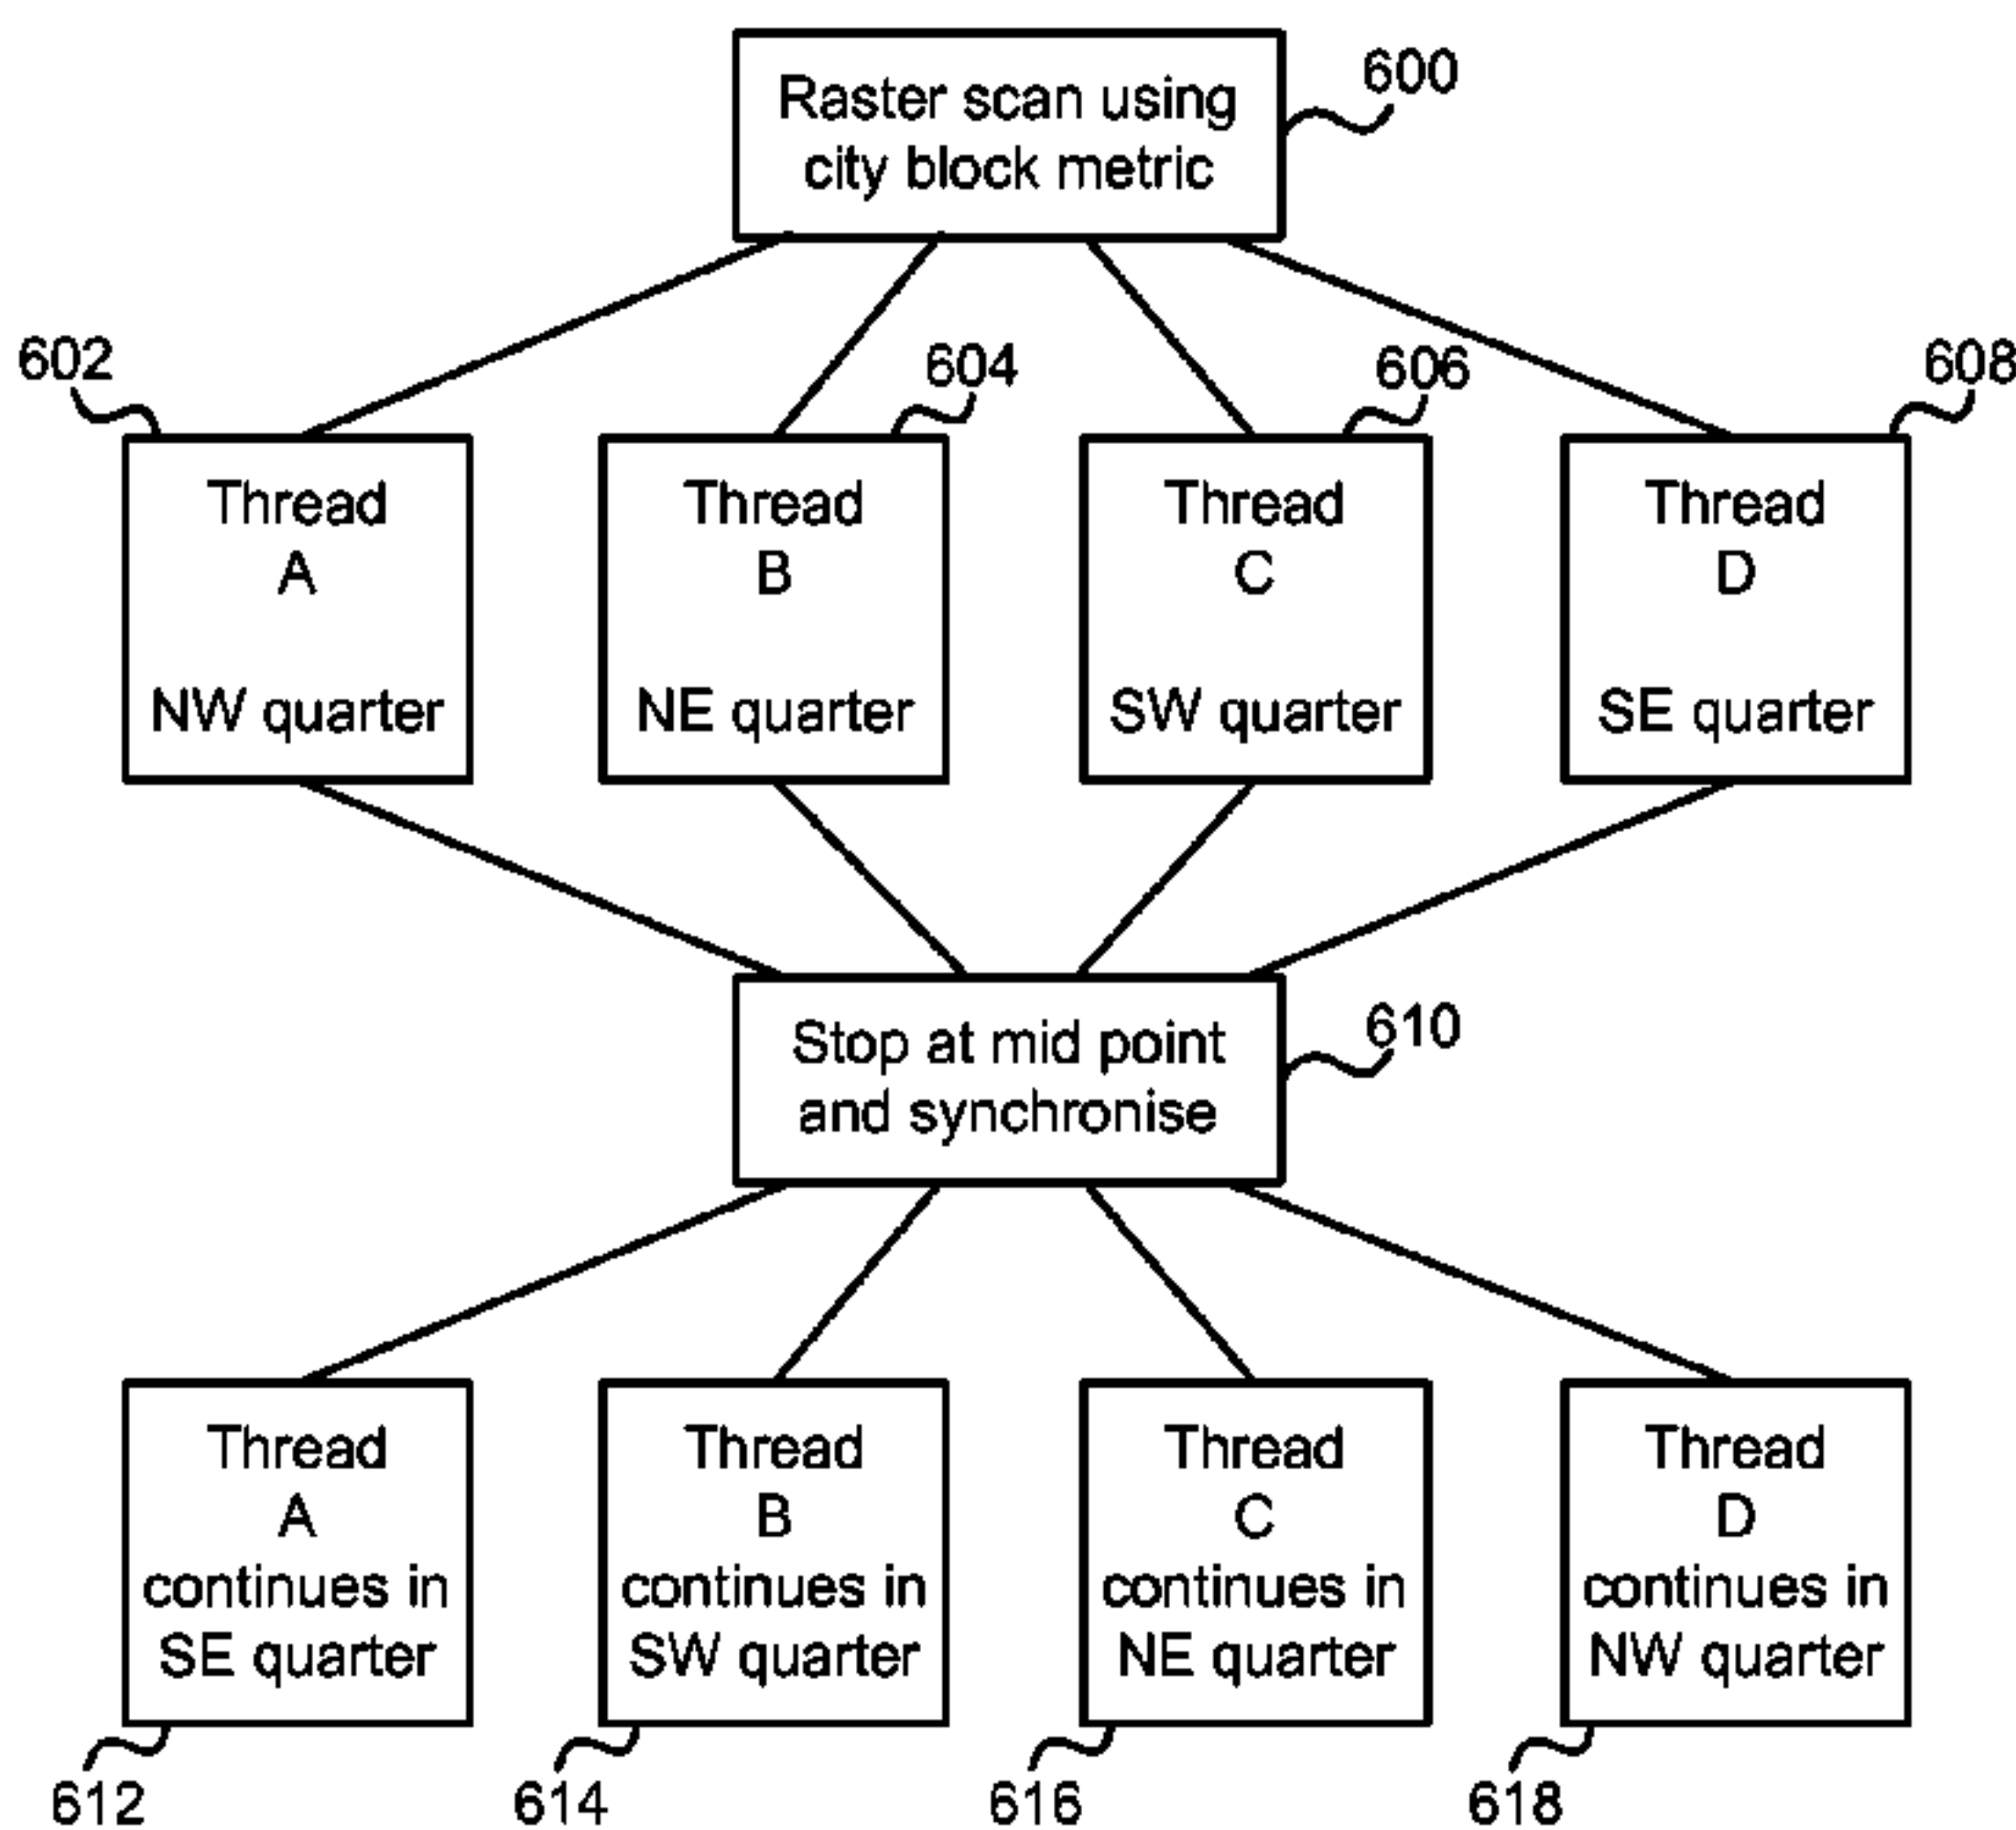 Raster scan using
city block metric
600
602
604
606
608
Thread
A
NW quarter
Thread
B
NE quarter
Thread
C
SW quarter
Thread
D
SE quarter
Stop at mid point
and synchronise
610
Thread
A
continues in
SE quarter
Thread
B
continues in
SW quarter
Thread
C
continues in
NE quarter
Thread
D
continues in
NW quarter
612
614
616
618